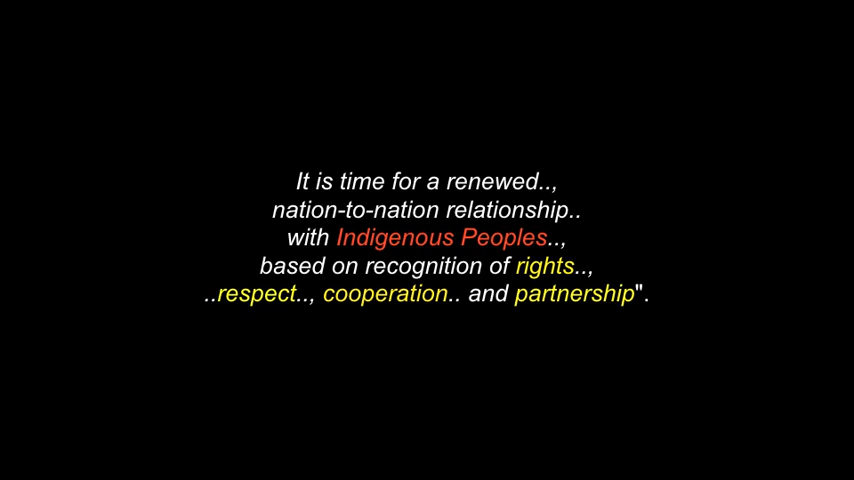 It is time for a renewed..,
nation-to-nation relationship..
with Indigenous Peoples..,
based on recognition of rights..,
..respect.., cooperation.. and partnership".